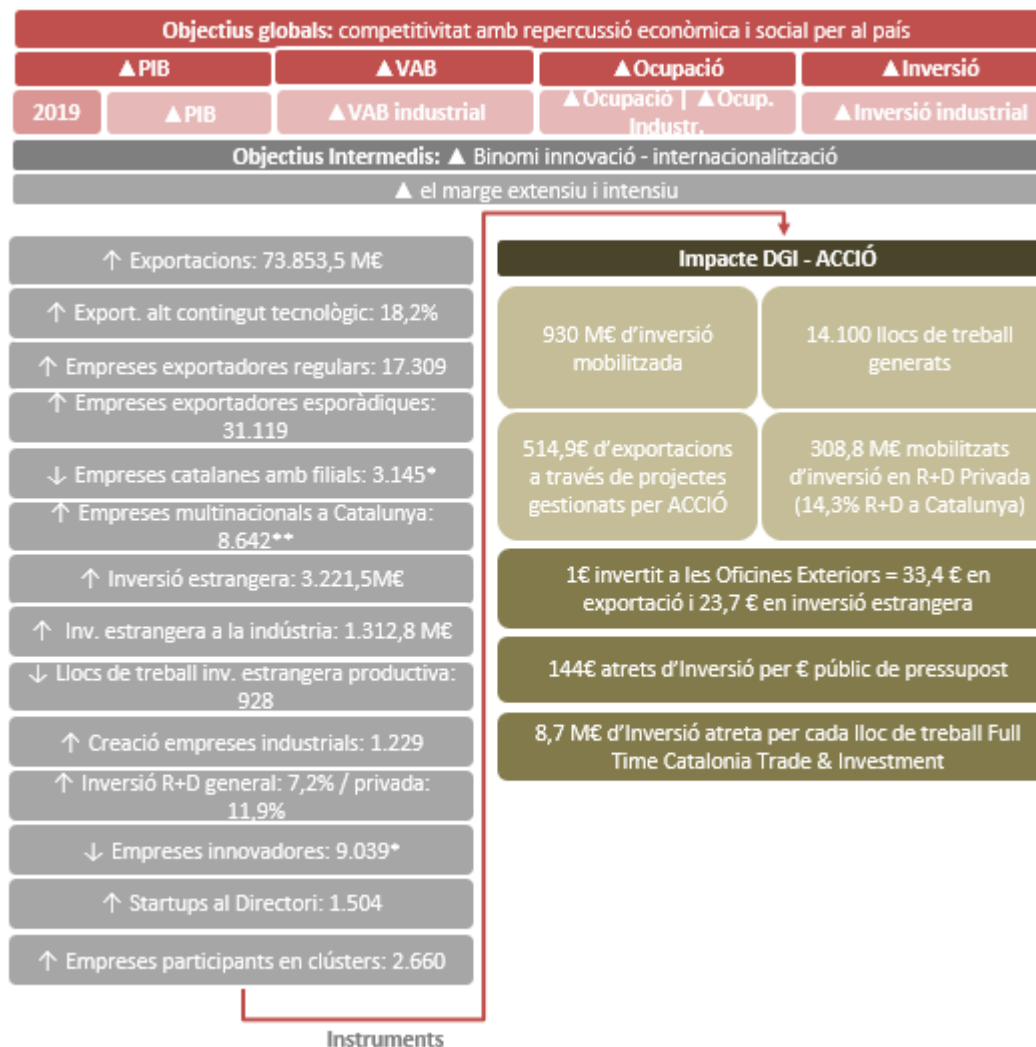 Objectius globals: competitivitat amb repercussió econòmica i social per al país
▲PIB
▲VAB
▲Ocupació
▲Inversió
2019
▲PIB
▲VAB industrial
▲Ocupació | ▲Ocup.
Industr.
▲Inversió industrial
Objectius Intermedis: ▲ Binomi innovació - internacionalització
▲ el marge extensiu i intensiu
↑ Exportacions: 73.853,5 M€
↑ Export. alt contingut tecnològic: 18,2%
↑ Empreses exportadores regulars: 17.309
↑ Empreses exportadores esporàdiques:
31.119
↓ Empreses catalanes amb filials: 3.145*
↑ Empreses multinacionals a Catalunya:
8.642**
↑ Inversió estrangera: 3.221,5M€
↑ Inv. estrangera a la indústria: 1.312,8 M€
↓ Llocs de treball inv. estrangera productiva:
928
↑ Creació empreses industrials: 1.229
↑ Inversió R+D general: 7,2% / privada:
11,9%
↓ Empreses innovadores: 9.039*
↑ Startups al Directori: 1.504
↑ Empreses participants en clústers: 2.660
Instruments
Impacte DGI - ACCIÓ
930 M€ d'inversió
mobilitzada
14.100 llocs de treball
generats
514,9€ d'exportacions
a través de projectes
gestionats per ACCIÓ
308,8 M€ mobilitzats
d'inversió en R+D Privada
(14,3% R+D a Catalunya)
1€ invertit a les Oficines Exteriors = 33,4 € en
exportació i 23,7 € en inversió estrangera
144€ atrets d'Inversió per € públic de pressupost
8,7 M€ d'Inversió atreta per cada lloc de treball Full
Time Catalonia Trade & Investment